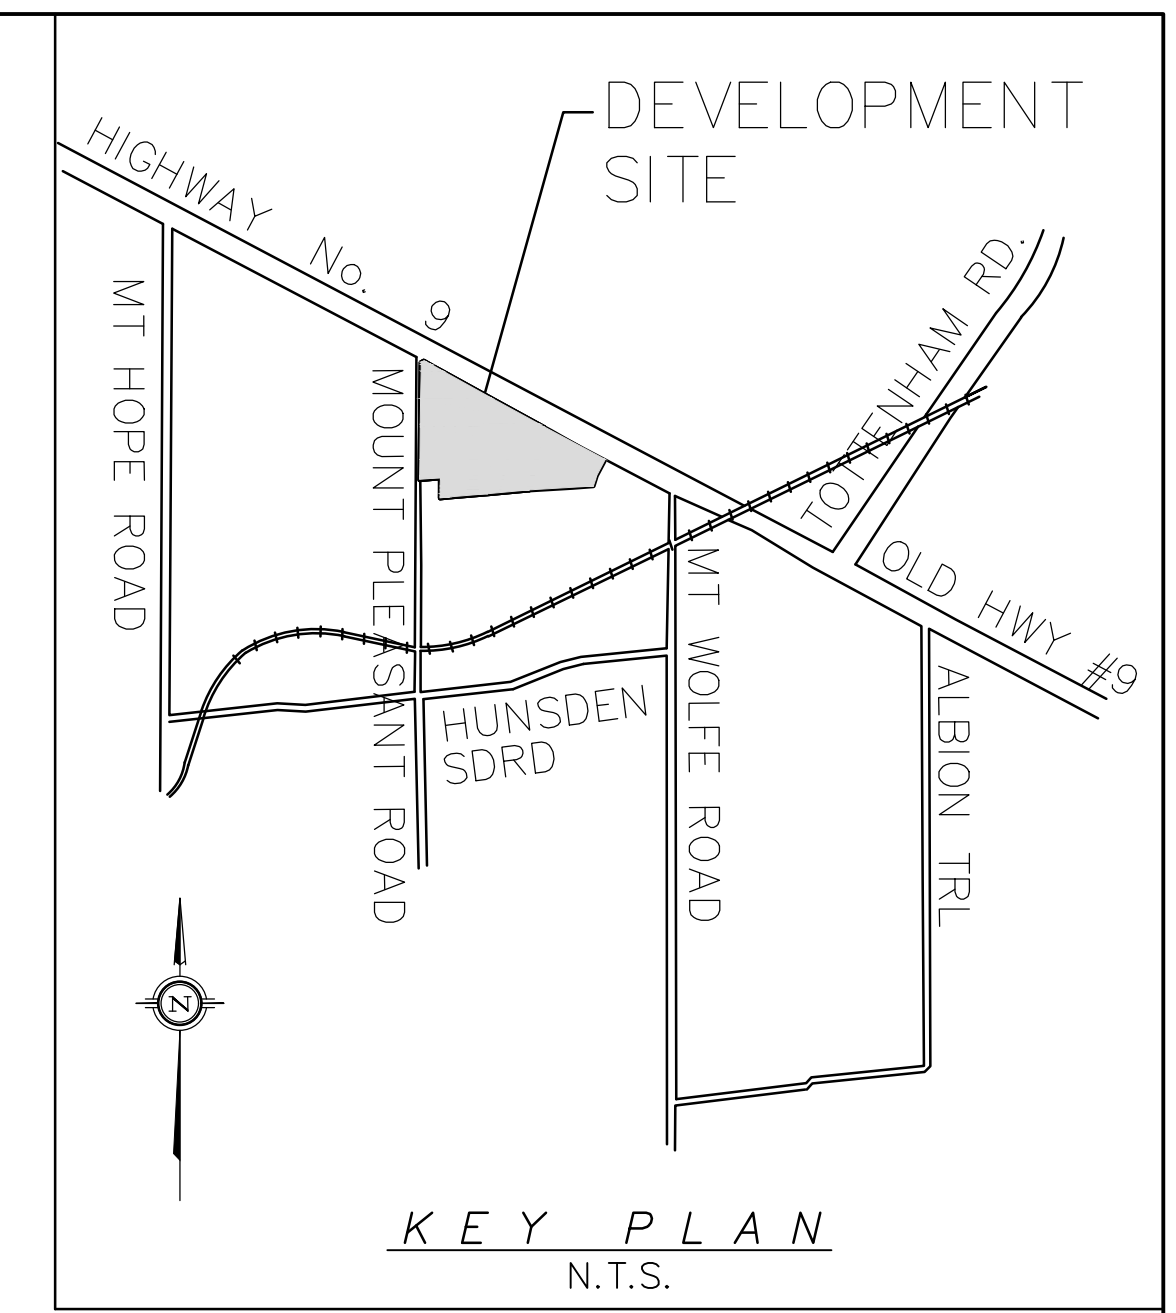 DEVELOPMENT
SITE
HIGHWAY No. 9
TOTTENHAM RD.
MT HOPE ROAD
MOUNT PLEASANT ROAD
OLD HWY #9
MT WOLFE ROAD
ALBION TRL
HUNSDEN
SDRD
N
KEY PLAN
N.T.S.